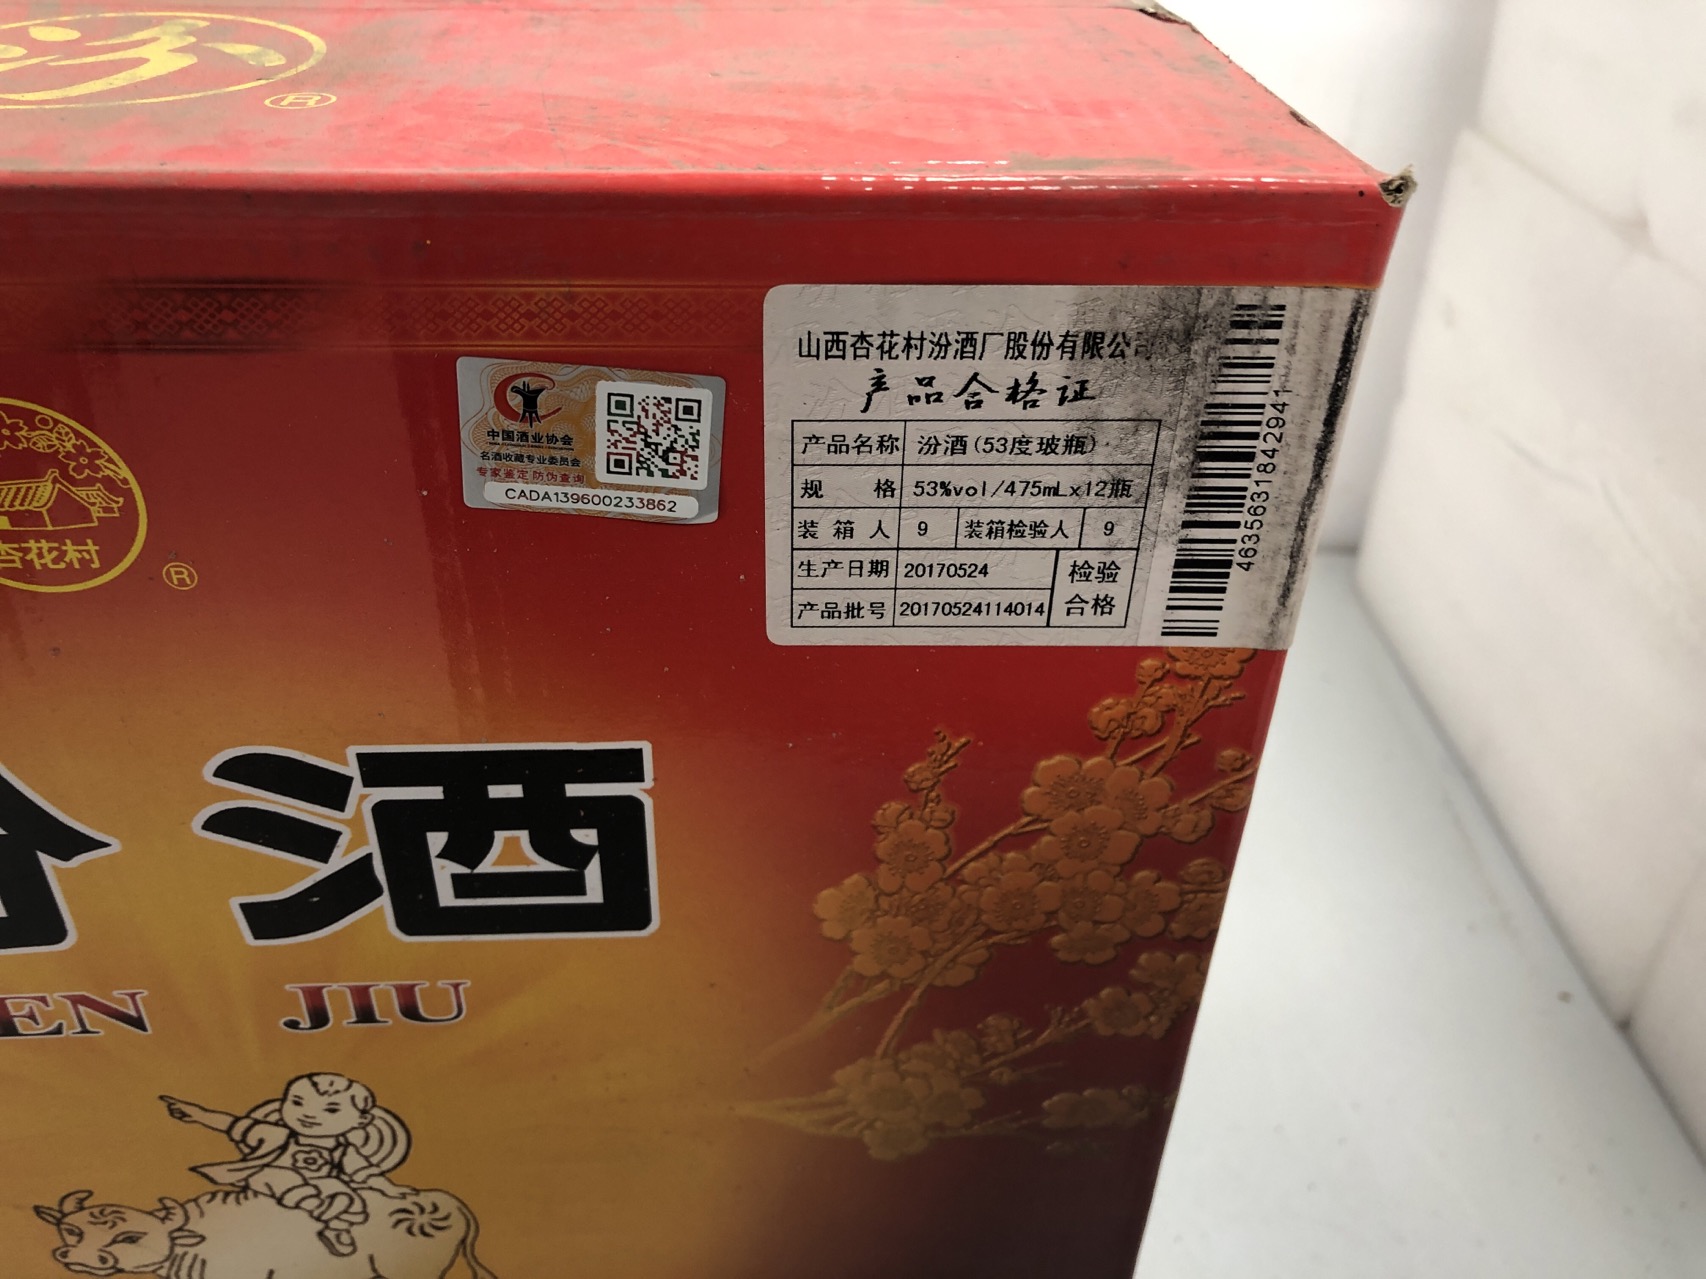 汾
®
中国酒业协会
名酒收藏专业委员会
专家鉴定 防伪查询
CADA139600233862
山西杏花村汾酒厂股份有限公司
产品合格证
产品名称 汾酒(53度玻瓶)
规格 53%vol/475mLx12瓶
装箱人 9 装箱检验人 9
生产日期 20170524
检验合格
产品批号 20170524114014
4635631842941
杏花村
®
酒
EN JIU